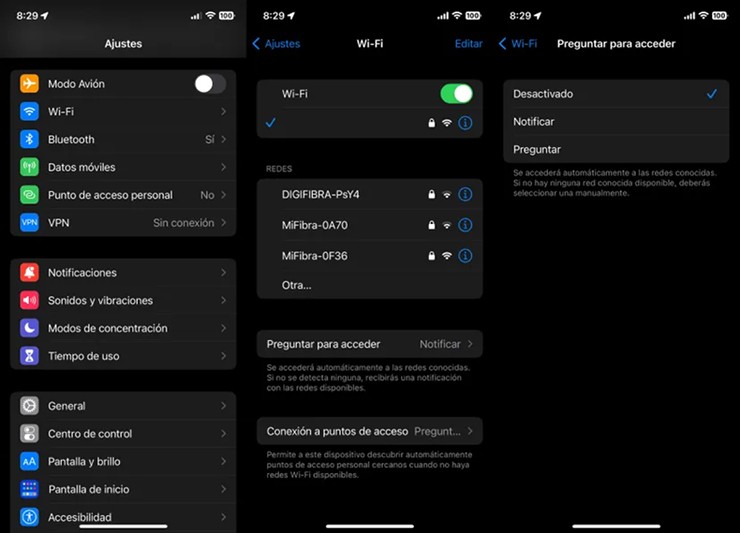 8:29
100
Ajustes
Modo Avión
Wi-Fi
Bluetooth Sí
Datos móviles
Punto de acceso personal No
VPN VPN Sin conexión
Notificaciones
Sonidos y vibraciones
Modos de concentración
Tiempo de uso
General
Centro de control
AA Pantalla y brillo
Pantalla de inicio
Accesibilidad
8:29
100
Ajustes Wi-Fi Editar
Wi-Fi
REDES
DIGIFIBRA-PsY4
MiFibra-0A70
MiFibra-0F36
Otra...
Preguntar para acceder Notificar
Se accederá automáticamente a las redes conocidas.
Si no se detecta ninguna, recibirás una notificación
con las redes disponibles.
Conexión a puntos de acceso Pregunt...
Permite a este dispositivo descubrir automáticamente
puntos de acceso personal cercanos cuando no haya
redes Wi-Fi disponibles.
8:29
100
Wi-Fi Preguntar para acceder
Desactivado
Notificar
Preguntar
Se accederá automáticamente a las redes conocidas.
Si no hay ninguna red conocida disponible, deberás
seleccionar una manualmente.